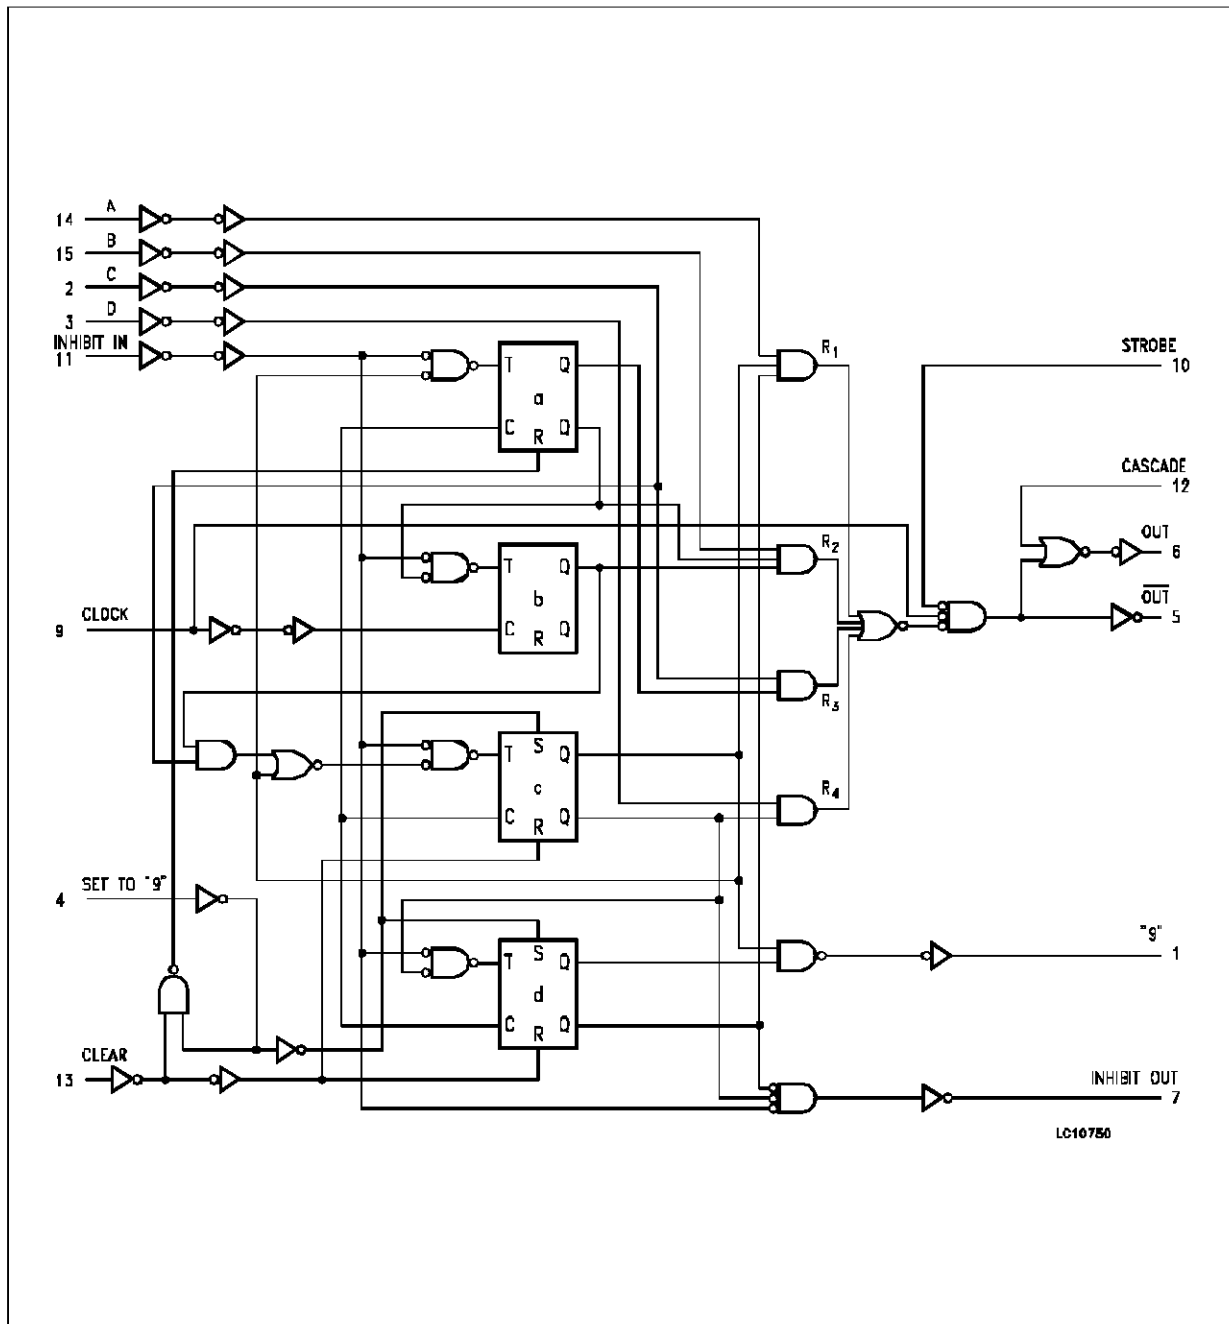 A
14
B
15
C
2
D
3
INHIBIT IN
11
T Q
a
C R Q
R₁
STROBE
10
CASCADE
12
T Q
b
C R Q
R₂
OUT
6
OUT
5
CLOCK
9
R₃
S
T Q
c
C R Q
R₄
SET TO "9"
4
S
T Q
d
C R Q
"9"
1
CLEAR
13
INHIBIT OUT
7
LC10750